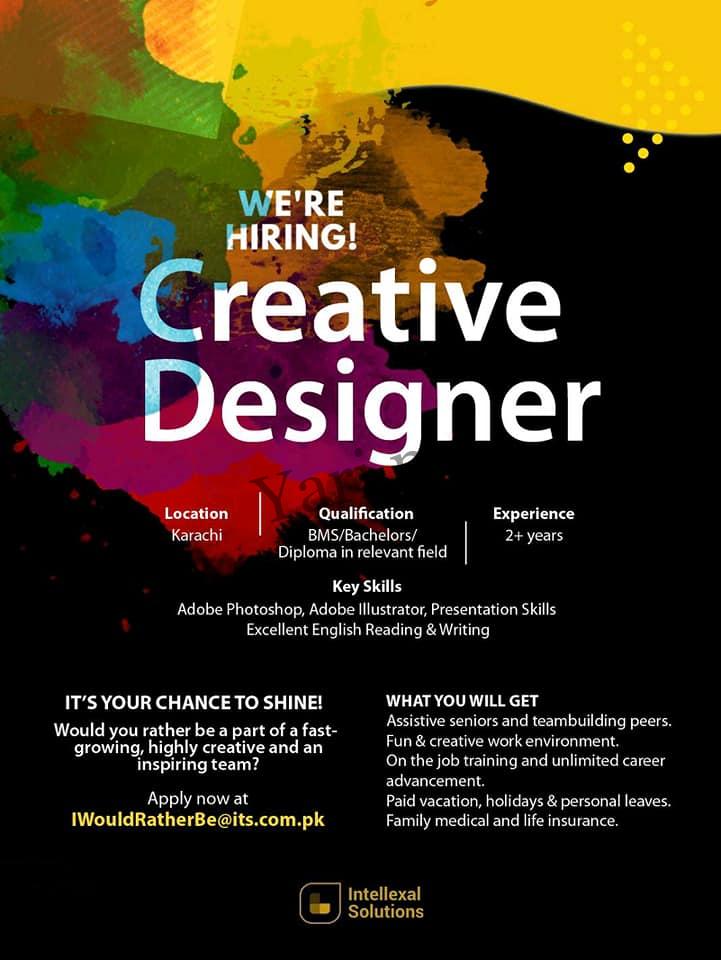 WE'RE
HIRING!
Creative
Designer
Location
Karachi
Qualification
BMS/Bachelors/
Diploma in relevant field
Experience
2+ years
Key Skills
Adobe Photoshop, Adobe Illustrator, Presentation Skills
Excellent English Reading & Writing
IT'S YOUR CHANCE TO SHINE!
Would you rather be a part of a fast-
growing, highly creative and an
inspiring team?
Apply now at
IWouldRatherBe@its.com.pk
WHAT YOU WILL GET
Assistive seniors and teambuilding peers.
Fun & creative work environment.
On the job training and unlimited career
advancement.
Paid vacation, holidays & personal leaves.
Family medical and life insurance.
Intellexal
Solutions